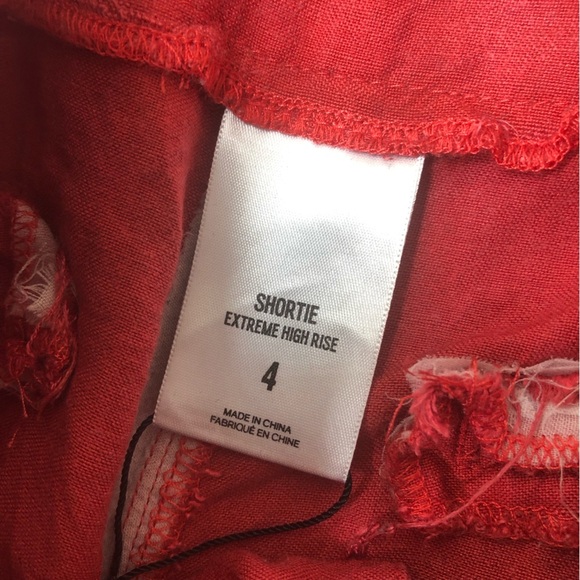 SHORTIE
EXTREME HIGH RISE
4
MADE IN CHINA
FABRIQUÉ EN CHINE